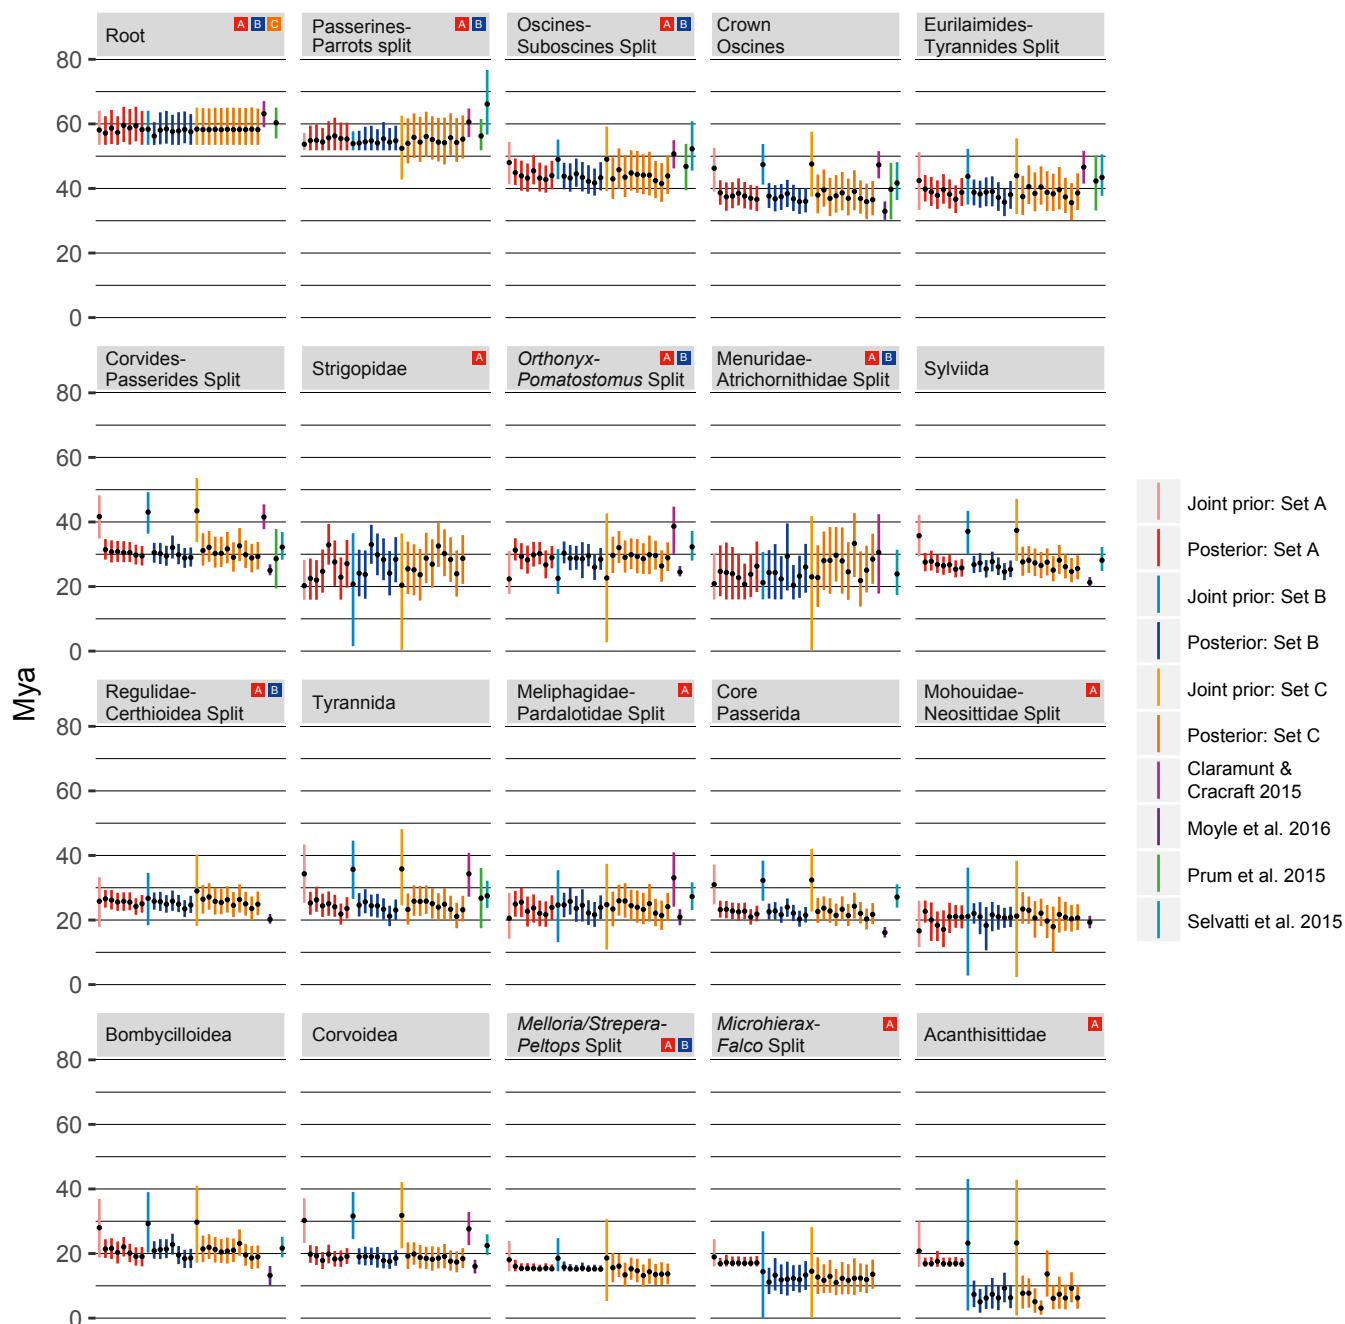 Root A B C
Passerines-
Parrots split A B
Oscines-
Suboscines Split A B
Crown
Oscines
Eurilaimides-
Tyrannides Split
80
60
40
20
0
Corvides-
Passerides Split
Strigopidae A
Orthonyx-
Pomatostomus Split A B
Menuridae-
Atrichornithidae Split A B
Sylviida
80
60
40
20
0
Mya
Regulidae-
Certhioidea Split A B
Tyrannida
Meliphagidae-
Pardalotidae Split A
Core
Passerida
Mohouidae-
Neosittidae Split A
80
60
40
20
0
Bombycilloidea
Corvoidea
Melloria/Strepera-
Peltops Split A B
Microhierax-
Falco Split A
Acanthisittidae A
80
60
40
20
0
Joint prior: Set A
Posterior: Set A
Joint prior: Set B
Posterior: Set B
Joint prior: Set C
Posterior: Set C
Claramunt &
Cracraft 2015
Moyle et al. 2016
Prum et al. 2015
Selvatti et al. 2015